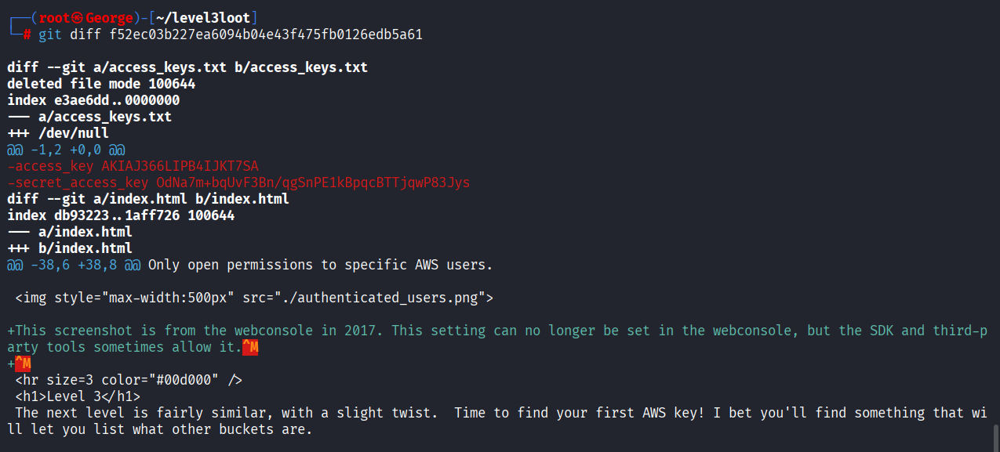 ┌──(root㉿George)-[~/level3loot]
└─# git diff f52ec03b227ea6094b04e43f475fb0126edb5a61
diff --git a/access_keys.txt b/access_keys.txt
deleted file mode 100644
index e3ae6dd..0000000
--- a/access_keys.txt
+++ /dev/null
@@ -1,2 +0,0 @@
-access_key AKIAJ366LIPB4IJKT7SA
-secret_access_key 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
diff --git a/index.html b/index.html
index db93223..1aff726 100644
--- a/index.html
+++ b/index.html
@@ -38,6 +38,8 @@ Only open permissions to specific AWS users.
 <img style="max-width:500px" src="./authenticated_users.png">
+This screenshot is from the webconsole in 2017. This setting can no longer be set in the webconsole, but the SDK and third-p
arty tools sometimes allow it.^M
+^M
 <hr size=3 color="#00d000" />
 <h1>Level 3</h1>
 The next level is fairly similar, with a slight twist.  Time to find your first AWS key! I bet you'll find something that wi
ll let you list what other buckets are.